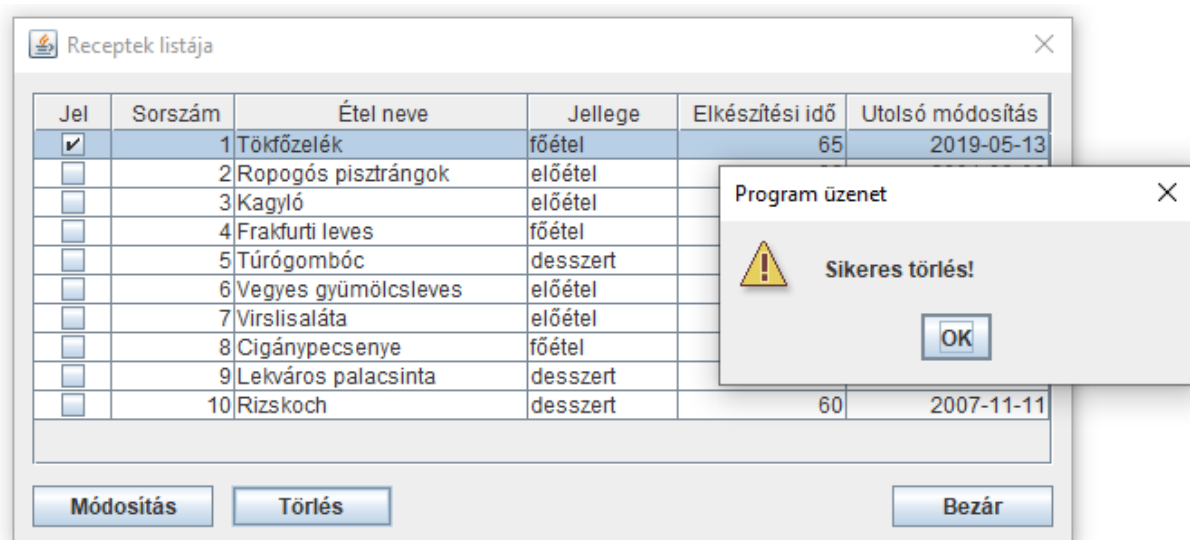 Receptek listája
Jel Sorszám Étel neve Jellege Elkészítési idő Utolsó módosítás
1 Tökfőzelék főétel 65 2019-05-13
2 Ropogós pisztrángok előétel
3 Kagyló előétel
4 Frakfurti leves főétel
5 Túrógombóc desszert
6 Vegyes gyümölcsleves előétel
7 Virslisaláta előétel
8 Cigánypecsenye főétel
9 Lekváros palacsinta desszert
10 Rizskoch desszert 60 2007-11-11
Program üzenet
Sikeres törlés!
OK
Módosítás Törlés Bezár